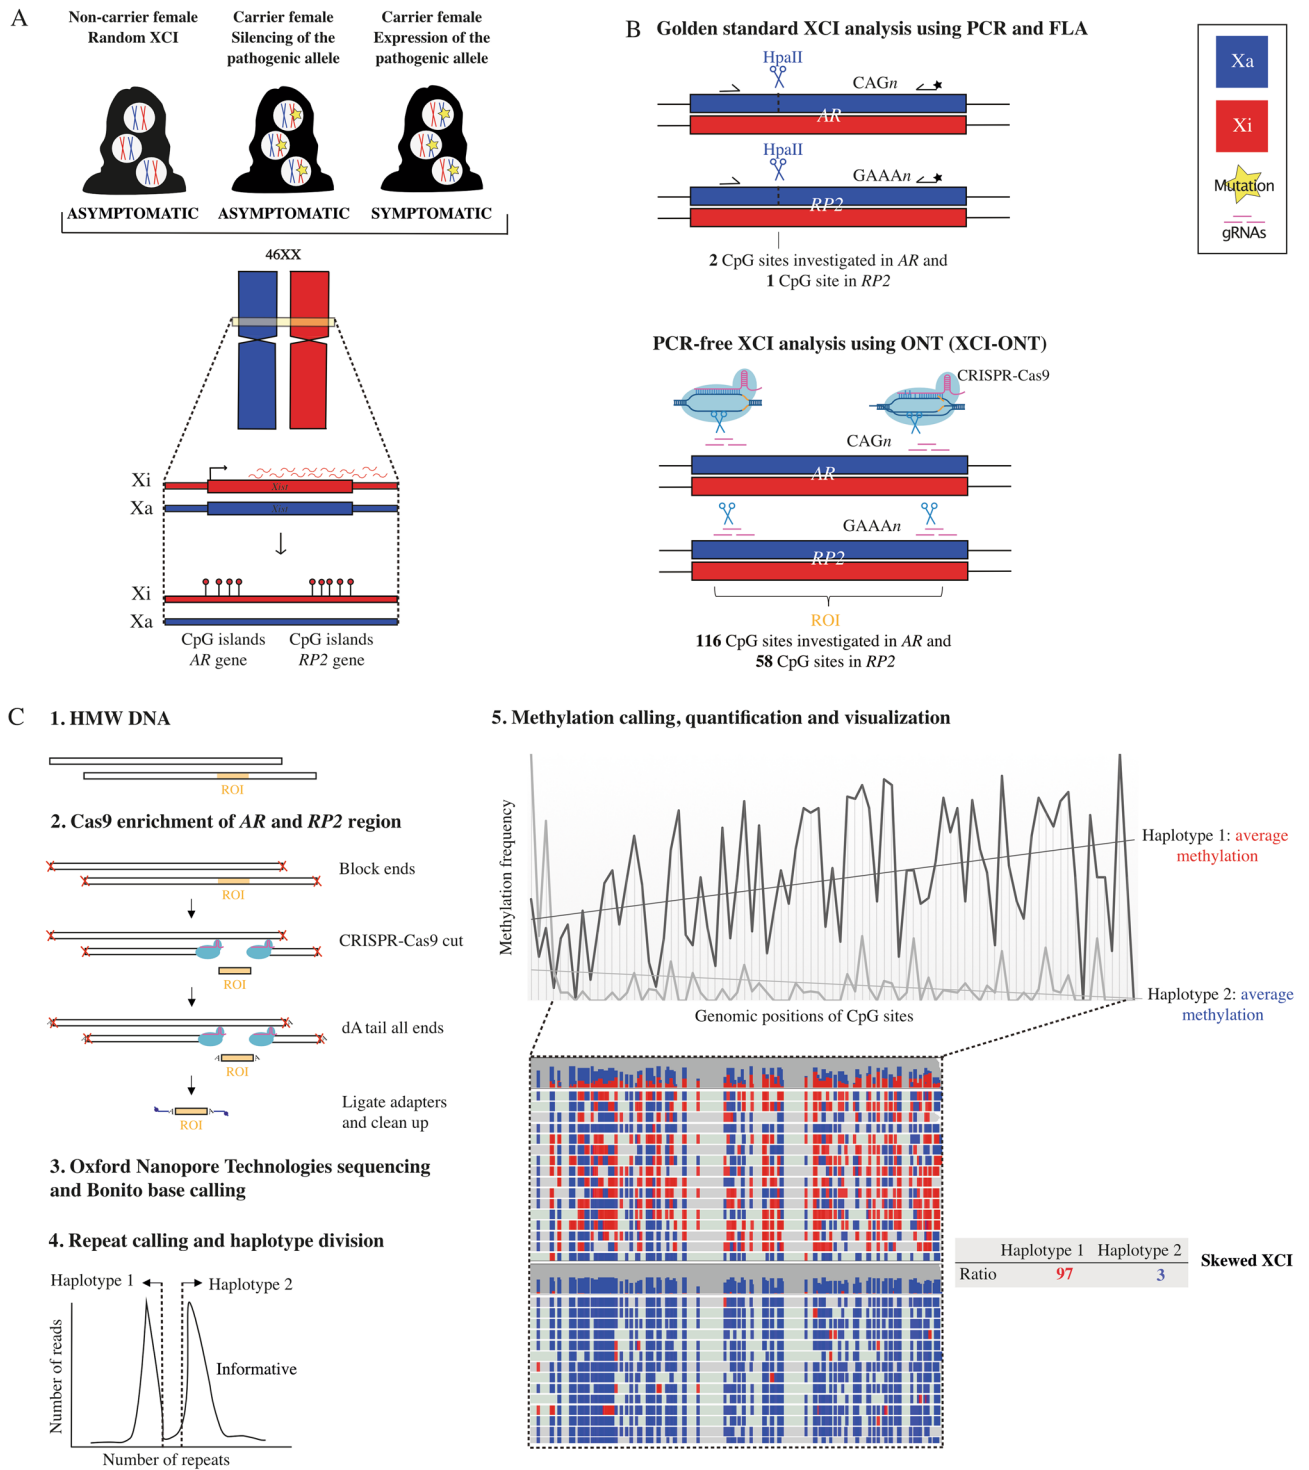 A
Non-carrier female
Random XCI
Carrier female
Silencing of the
pathogenic allele
Carrier female
Expression of the
pathogenic allele
ASYMPTOMATIC
ASYMPTOMATIC
SYMPTOMATIC
46XX
Xi
Xist
Xa
Xist
Xi
Xa
CpG islands
AR gene
CpG islands
RP2 gene
B
Golden standard XCI analysis using PCR and FLA
HpaII
CAGn
AR
HpaII
GAAAn
RP2
2 CpG sites investigated in AR and
1 CpG site in RP2
PCR-free XCI analysis using ONT (XCI-ONT)
CRISPR-Cas9
CAGn
AR
GAAAn
RP2
ROI
116 CpG sites investigated in AR and
58 CpG sites in RP2
Xa
Xi
Mutation
gRNAs
C
1. HMW DNA
ROI
2. Cas9 enrichment of AR and RP2 region
Block ends
ROI
CRISPR-Cas9 cut
ROI
dA tail all ends
ROI
Ligate adapters
and clean up
ROI
3. Oxford Nanopore Technologies sequencing
and Bonito base calling
4. Repeat calling and haplotype division
Haplotype 1
Haplotype 2
Informative
Number of reads
Number of repeats
5. Methylation calling, quantification and visualization
Methylation frequency
Haplotype 1: average
methylation
Haplotype 2: average
methylation
Genomic positions of CpG sites
Haplotype 1 Haplotype 2
Ratio 97 3
Skewed XCI